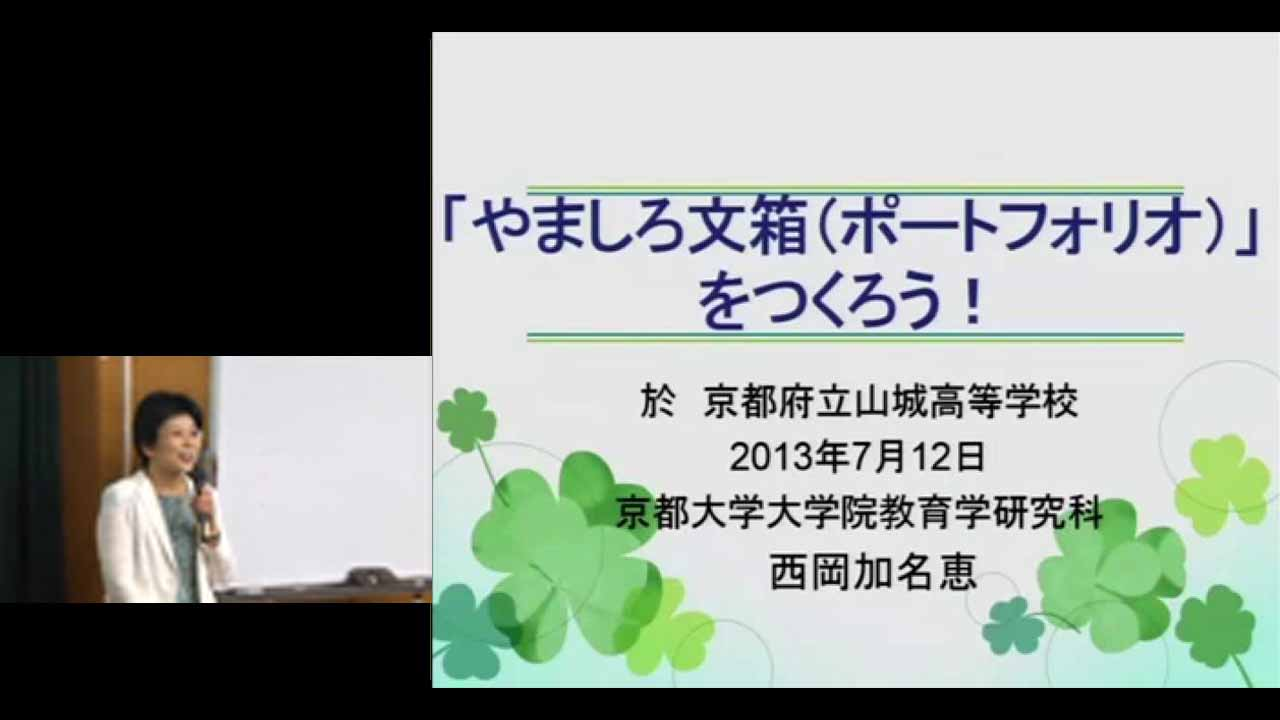 「やましろ文箱（ポートフォリオ）」
をつくろう！
於　京都府立山城高等学校
2013年7月12日
京都大学大学院教育学研究科
西岡加名恵